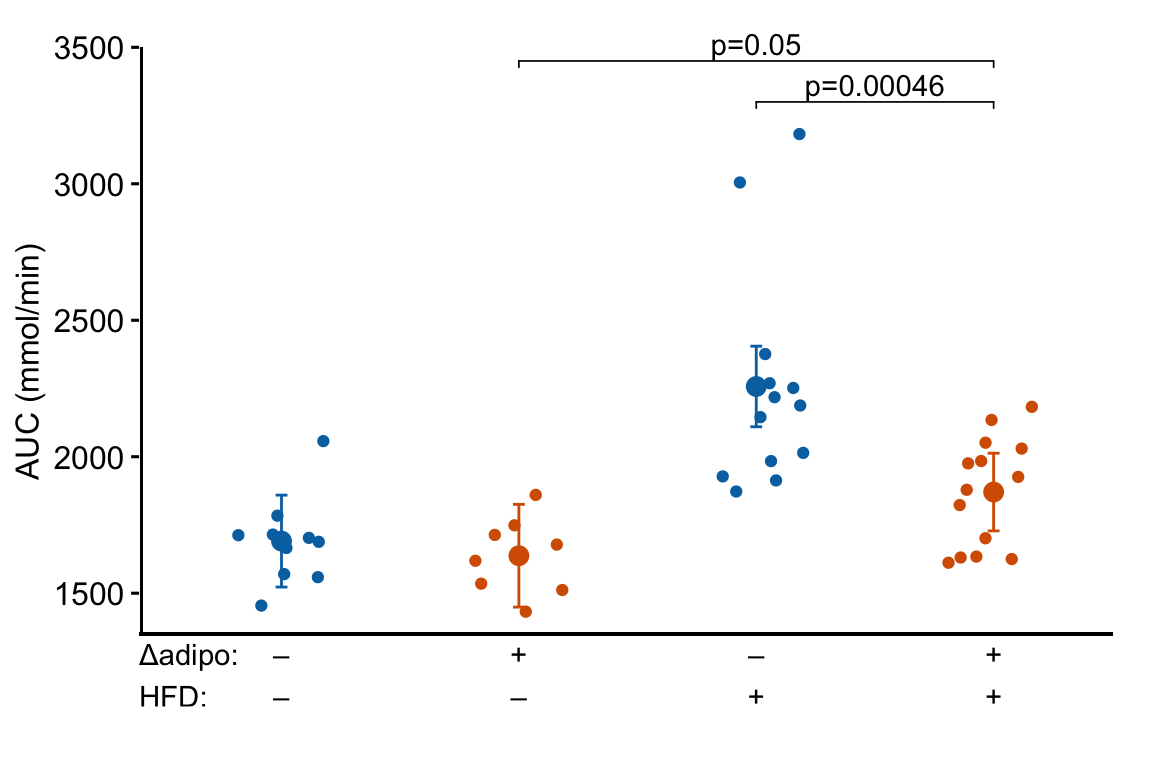 3500
p=0.05
p=0.00046
3000
2500
2000
1500
AUC (mmol/min)
Δadipo: – + – +
HFD: – – + +